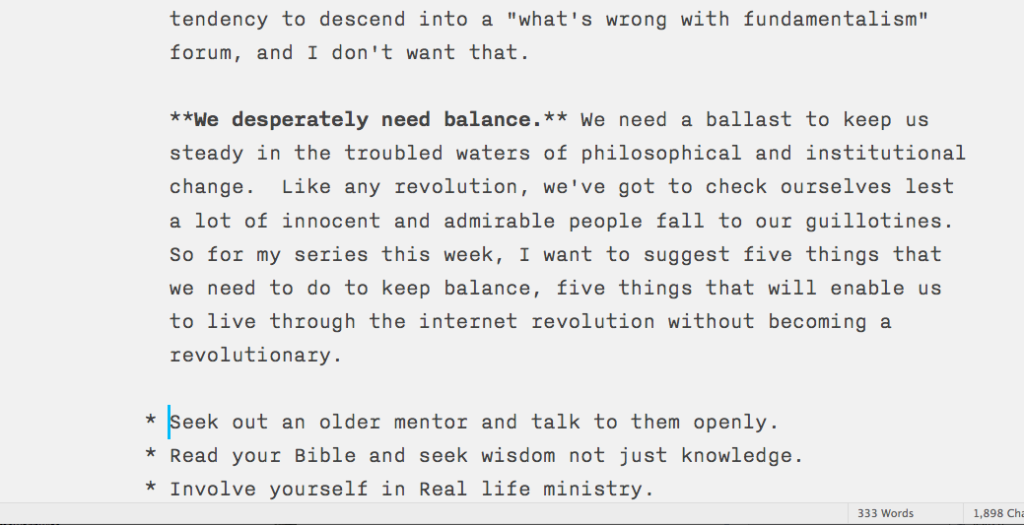 tendency to descend into a "what's wrong with fundamentalism"
forum, and I don't want that.
**We desperately need balance.** We need a ballast to keep us
steady in the troubled waters of philosophical and institutional
change.  Like any revolution, we've got to check ourselves lest
a lot of innocent and admirable people fall to our guillotines.
So for my series this week, I want to suggest five things that
we need to do to keep balance, five things that will enable us
to live through the internet revolution without becoming a
revolutionary.
* Seek out an older mentor and talk to them openly.
* Read your Bible and seek wisdom not just knowledge.
* Involve yourself in Real life ministry.
333 Words
1,898 Cha